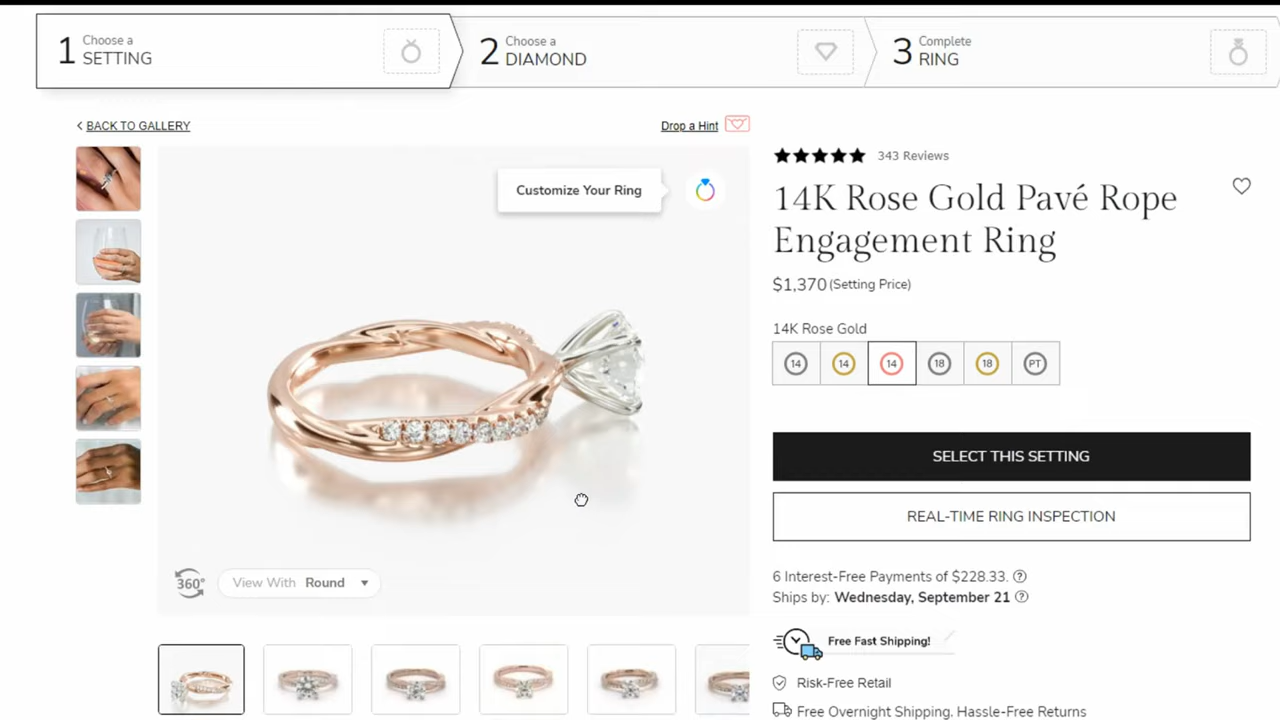 1 Choose a
SETTING
2 Choose a
DIAMOND
3 Complete
RING
BACK TO GALLERY
Drop a Hint
Customize Your Ring
343 Reviews
14K Rose Gold Pavé Rope
Engagement Ring
$1,370 (Setting Price)
14K Rose Gold
14 14 14 18 18 PT
SELECT THIS SETTING
REAL-TIME RING INSPECTION
6 Interest-Free Payments of $228.33. ?
Ships by: Wednesday, September 21 ?
Free Fast Shipping!
Risk-Free Retail
Free Overnight Shipping, Hassle-Free Returns
360° View With Round